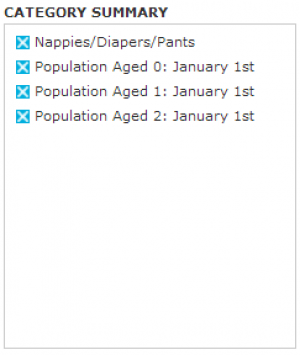 CATEGORY SUMMARY
Nappies/Diapers/Pants
Population Aged 0: January 1st
Population Aged 1: January 1st
Population Aged 2: January 1st